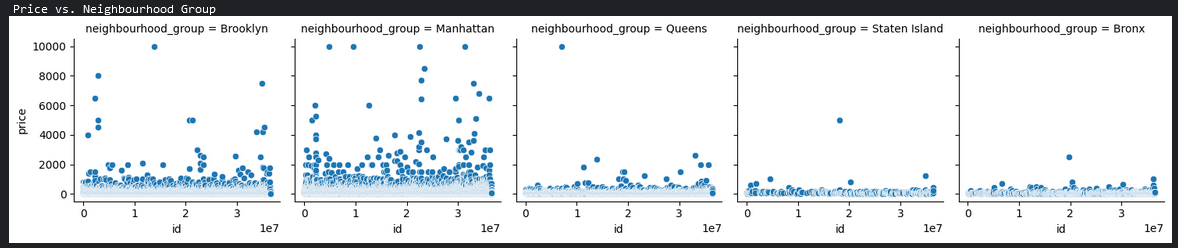 Price vs. Neighbourhood Group
neighbourhood_group = Brooklyn
neighbourhood_group = Manhattan
neighbourhood_group = Queens
neighbourhood_group = Staten Island
neighbourhood_group = Bronx
price
10000
8000
6000
4000
2000
0
0 1 2 3
1e7
id
0 1 2 3
1e7
id
0 1 2 3
1e7
id
0 1 2 3
1e7
id
0 1 2 3
1e7
id